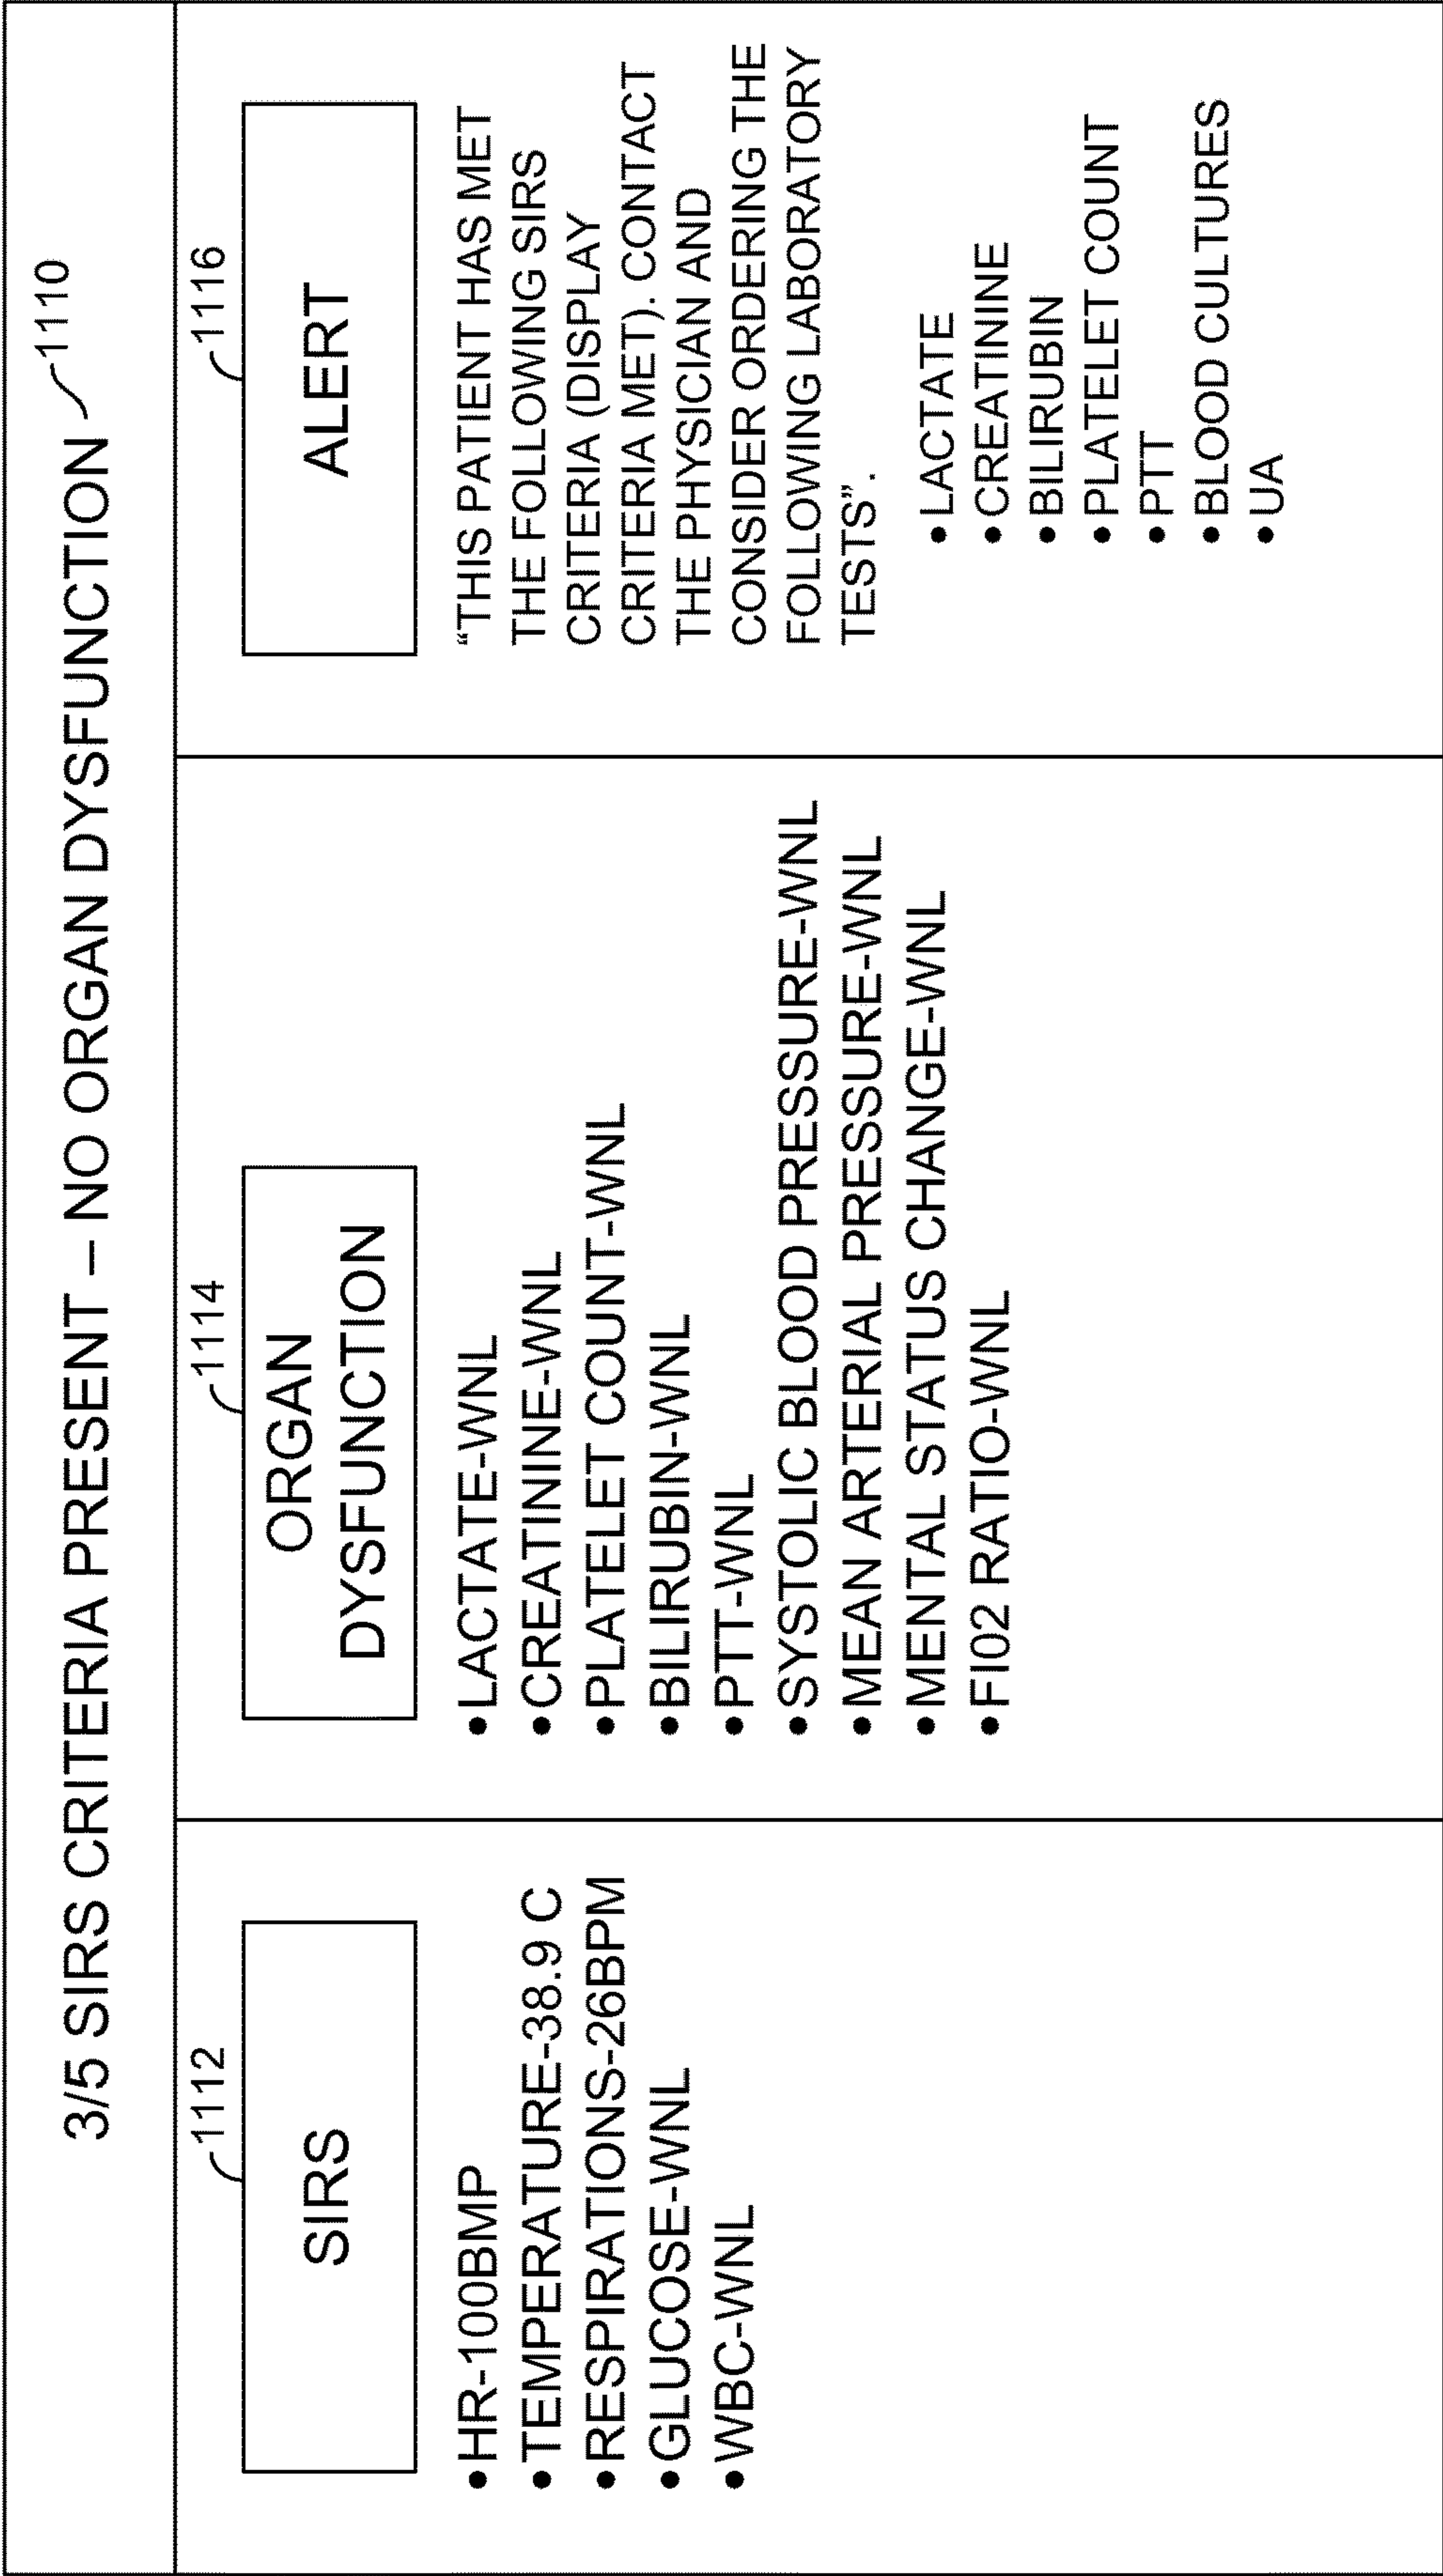 3/5 SIRS CRITERIA PRESENT – NO ORGAN DYSFUNCTION
1110
1112
SIRS
•HR-100BMP
•TEMPERATURE-38.9 C
•RESPIRATIONS-26BPM
•GLUCOSE-WNL
•WBC-WNL
1114
ORGAN
DYSFUNCTION
•LACTATE-WNL
•CREATININE-WNL
•PLATELET COUNT-WNL
•BILIRUBIN-WNL
•PTT-WNL
•SYSTOLIC BLOOD PRESSURE-WNL
•MEAN ARTERIAL PRESSURE-WNL
•MENTAL STATUS CHANGE-WNL
•FI02 RATIO-WNL
1116
ALERT
“THIS PATIENT HAS MET
THE FOLLOWING SIRS
CRITERIA (DISPLAY
CRITERIA MET). CONTACT
THE PHYSICIAN AND
CONSIDER ORDERING THE
FOLLOWING LABORATORY
TESTS”.
•LACTATE
•CREATININE
•BILIRUBIN
•PLATELET COUNT
•PTT
•BLOOD CULTURES
•UA